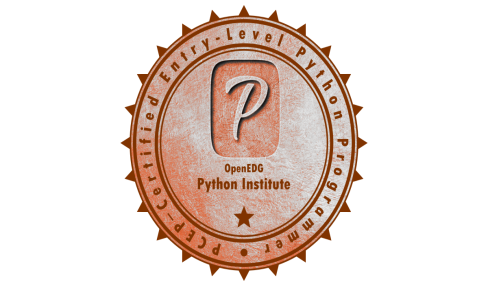 PCEP-Certified Entry-Level Python Programmer •
P
OpenEDG
Python Institute